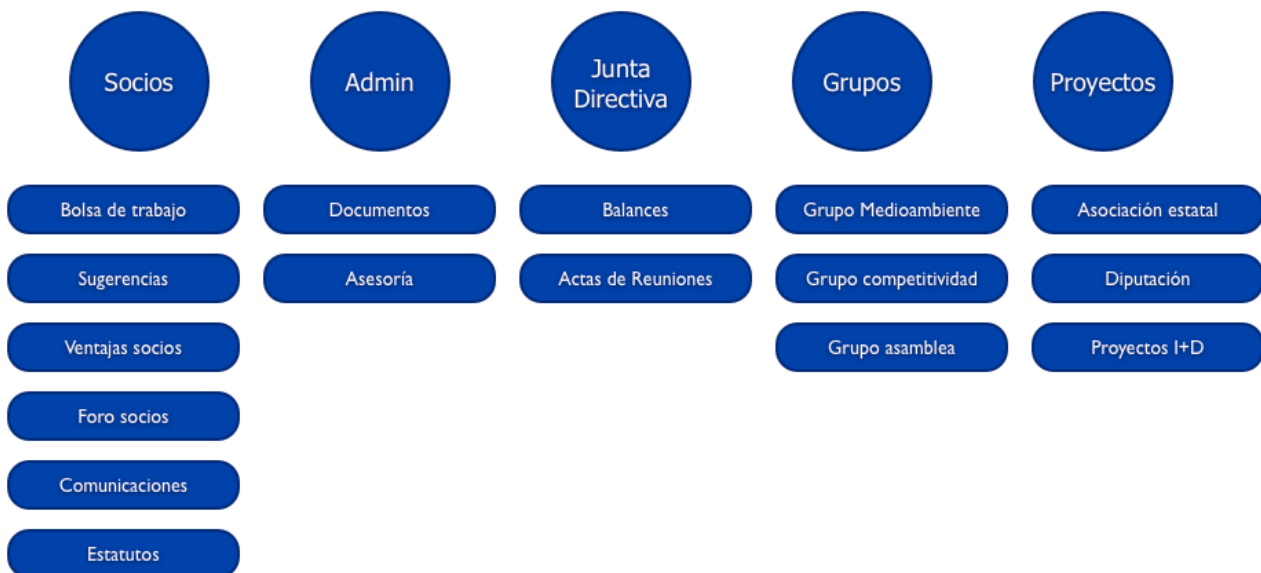 Socios
Admin
Junta
Directiva
Grupos
Proyectos
Bolsa de trabajo
Documentos
Balances
Grupo Medioambiente
Asociación estatal
Sugerencias
Asesoría
Actas de Reuniones
Grupo competitividad
Diputación
Ventajas socios
Grupo asamblea
Proyectos I+D
Foro socios
Comunicaciones
Estatutos